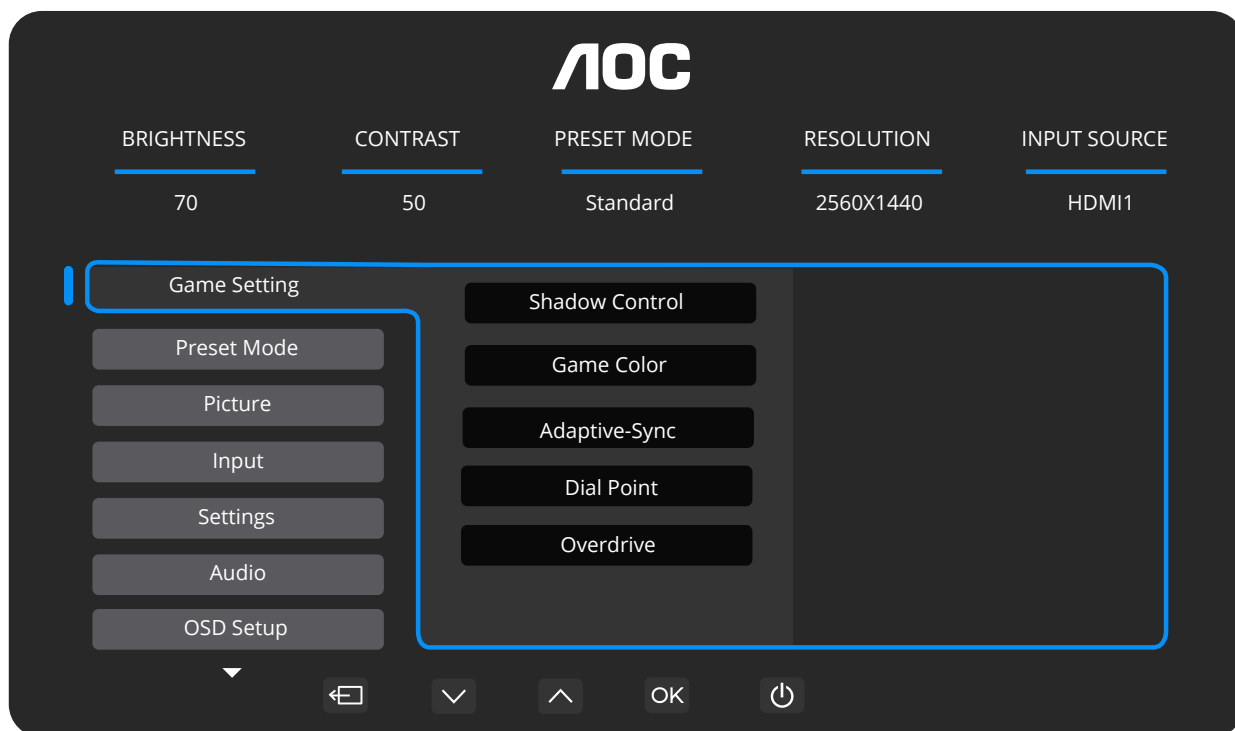 AOC
BRIGHTNESS CONTRAST PRESET MODE RESOLUTION INPUT SOURCE
70 50 Standard 2560X1440 HDMI1
Game Setting
Shadow Control
Preset Mode
Game Color
Picture
Adaptive-Sync
Input
Dial Point
Settings
Overdrive
Audio
OSD Setup
OK